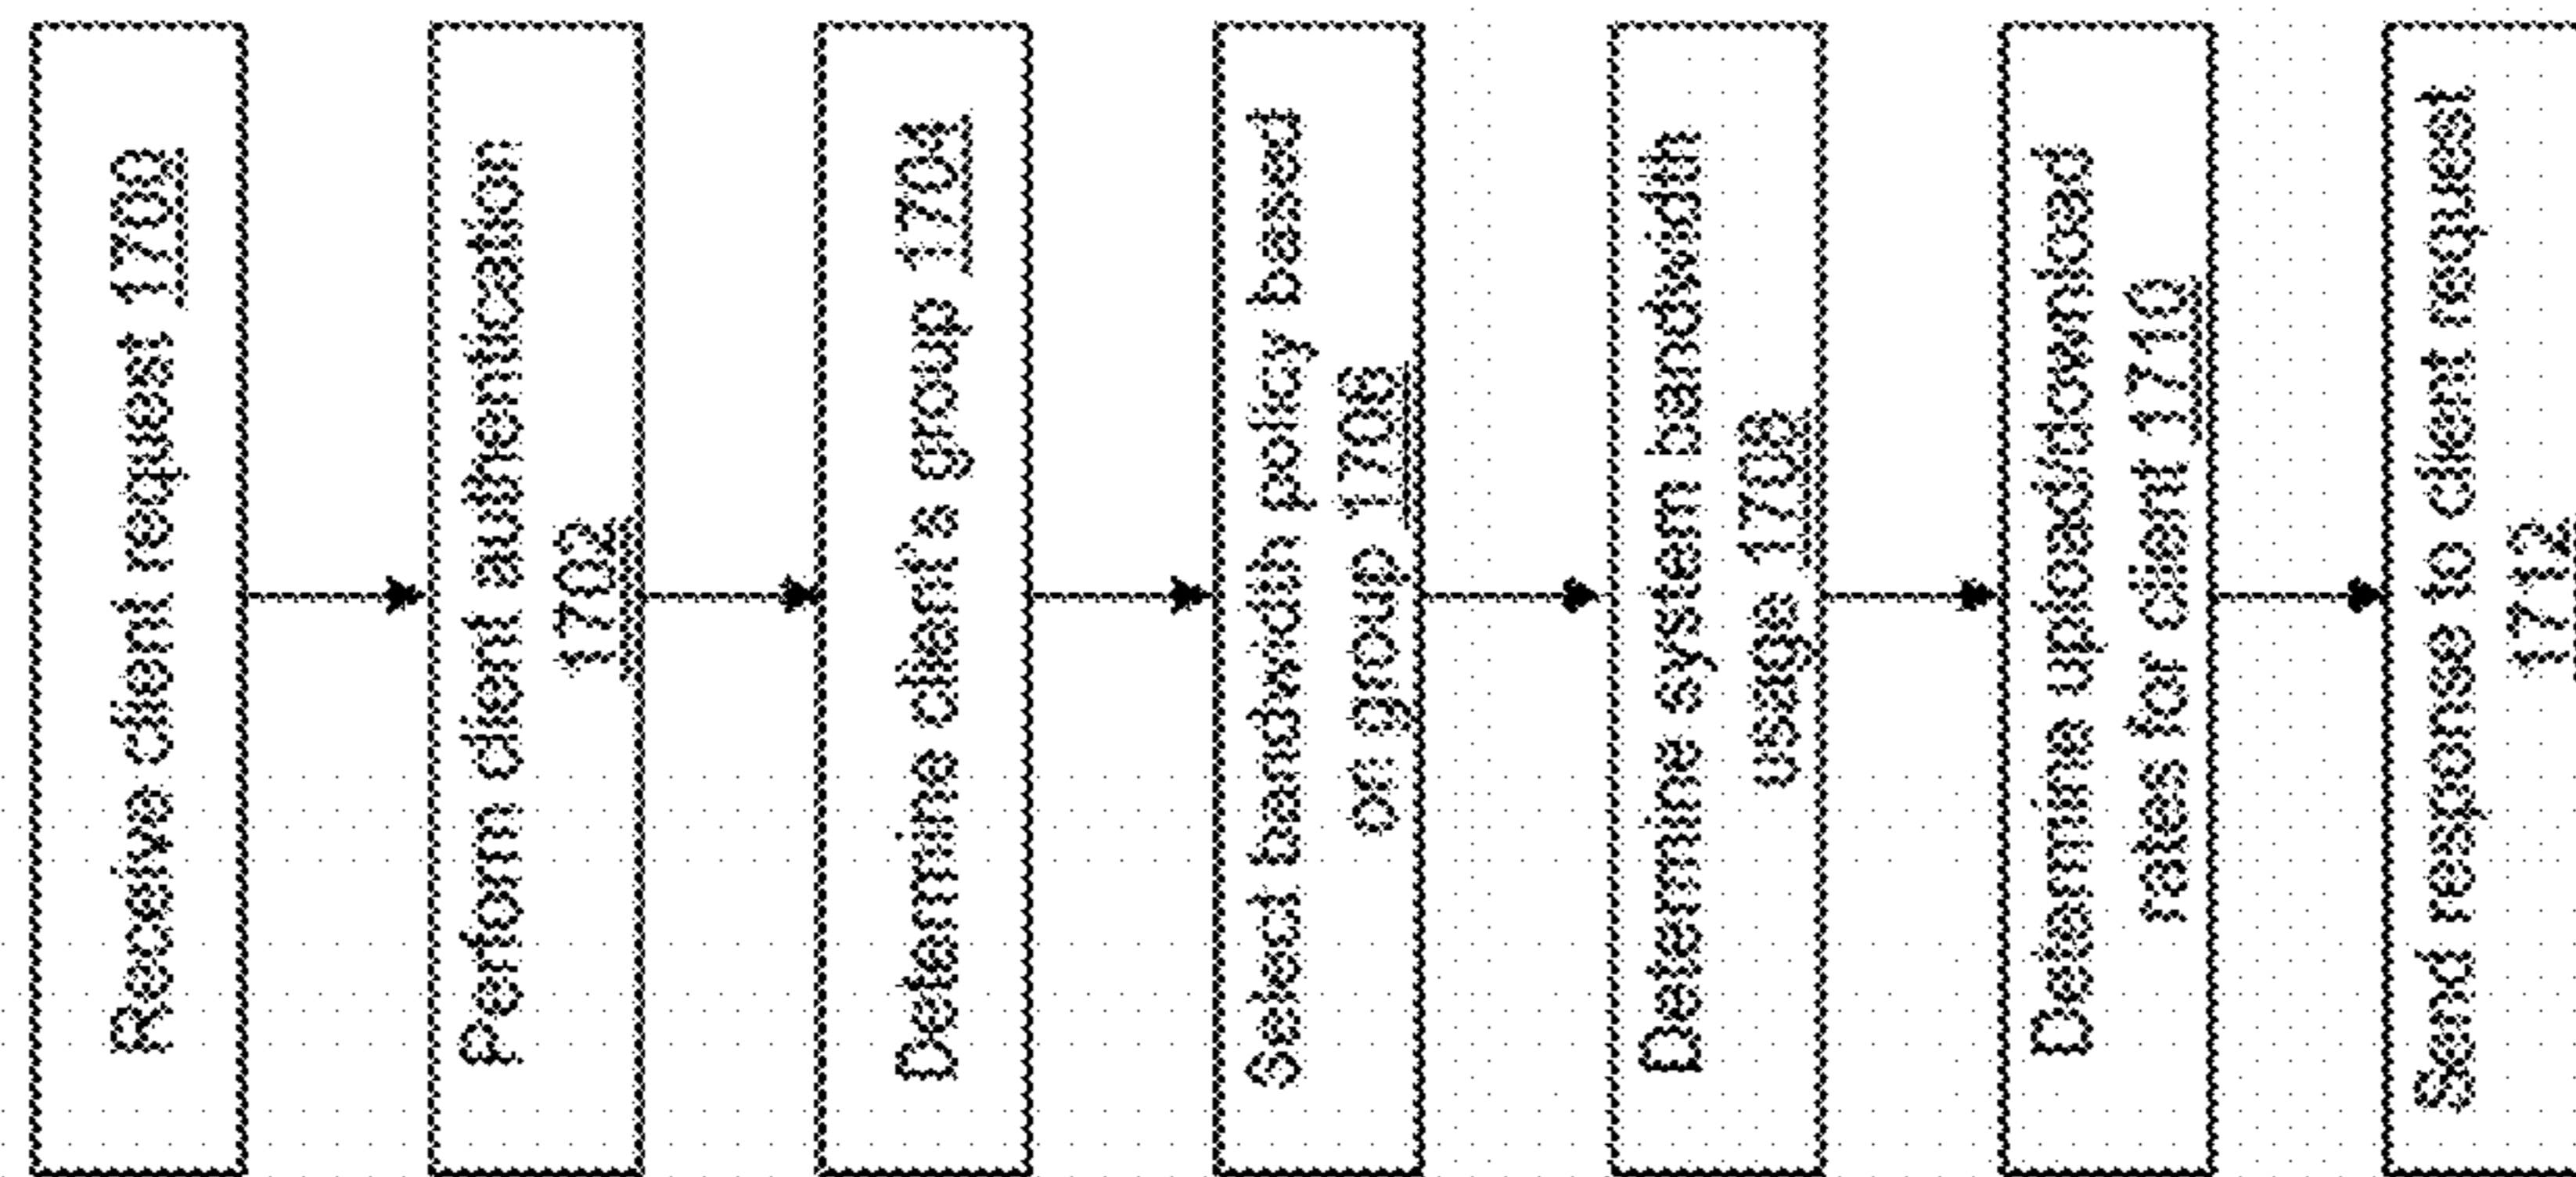 Receive client request 1700
Perform client authentication
1702
Determine client's group 1704
Select bandwidth policy based
on group 1706
Determine system bandwidth
usage 1708
Determine upload/download
rates for client 1710
Send response to client request
1712